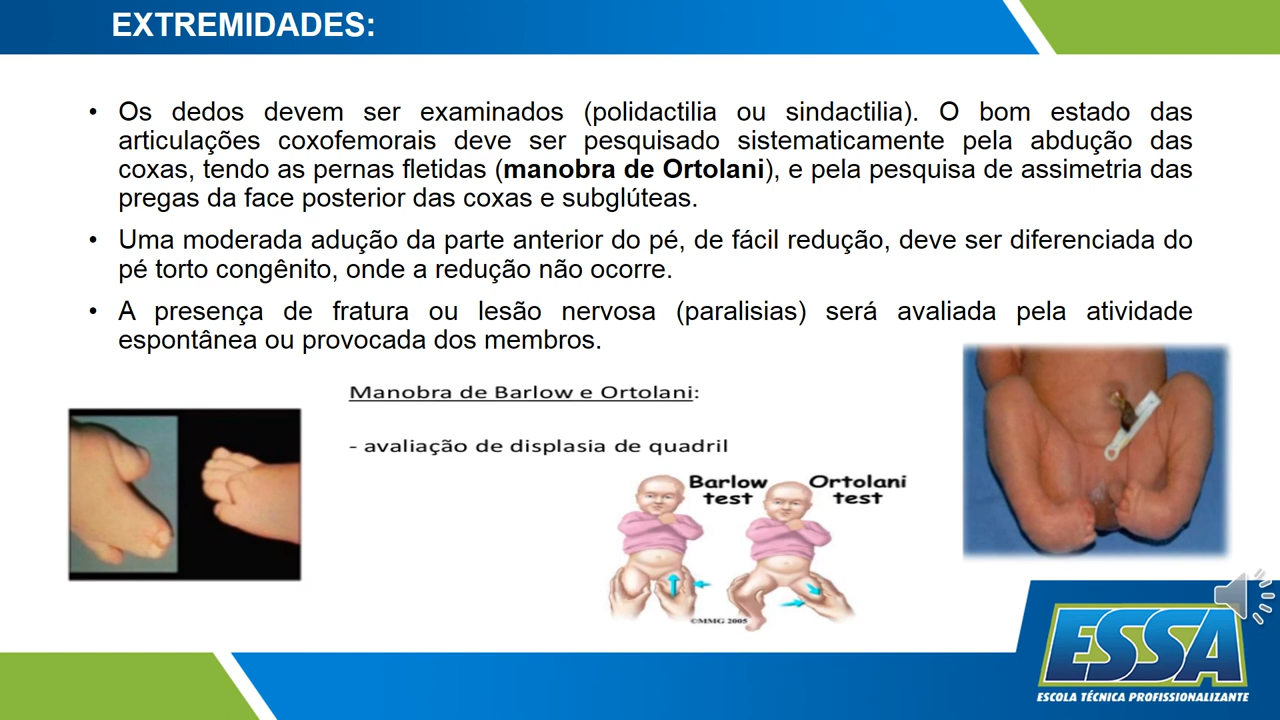 EXTREMIDADES:
• Os dedos devem ser examinados (polidactilia ou sindactilia). O bom estado das
articulações coxofemorais deve ser pesquisado sistematicamente pela abdução das
coxas, tendo as pernas fletidas (manobra de Ortolani), e pela pesquisa de assimetria das
pregas da face posterior das coxas e subglúteas.
• Uma moderada adução da parte anterior do pé, de fácil redução, deve ser diferenciada do
pé torto congênito, onde a redução não ocorre.
• A presença de fratura ou lesão nervosa (paralisias) será avaliada pela atividade
espontânea ou provocada dos membros.
Manobra de Barlow e Ortolani:
- avaliação de displasia de quadril
Barlow
test
Ortolani
test
©MMG 2005
ESSA
ESCOLA TÉCNICA PROFISSIONALIZANTE